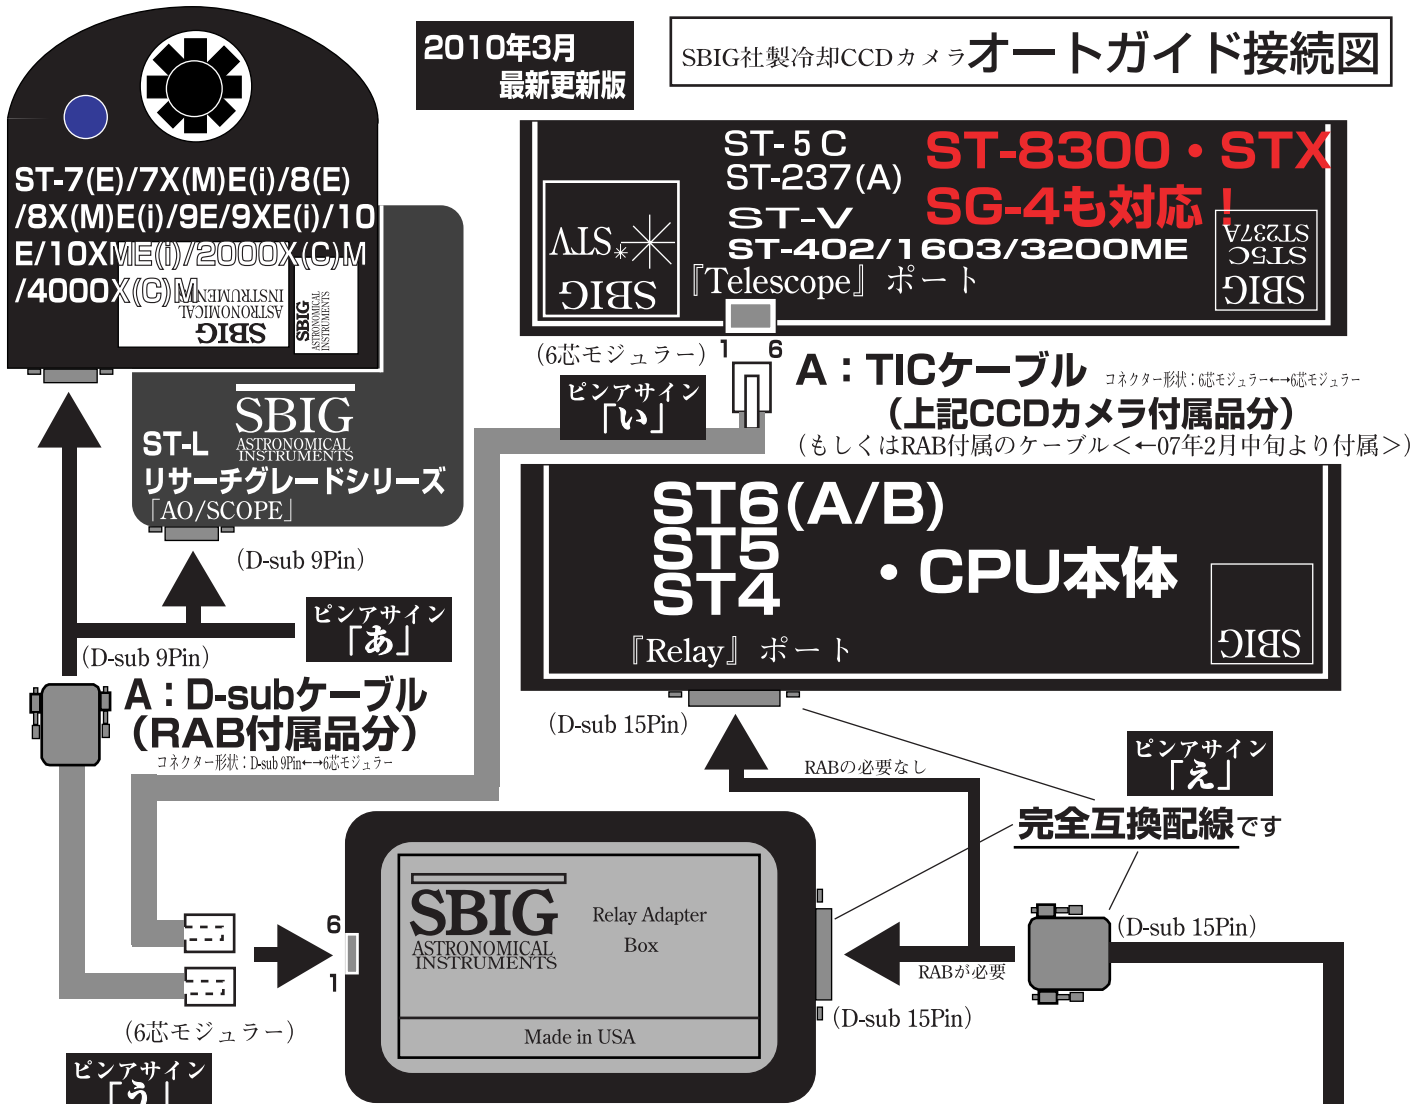 2010年3月
最新更新版
SBIG社製冷却CCDカメラオートガイド接続図
ST-7(E)/7X(M)E(i)/8(E)
/8X(M)E(i)/9E/9XE(i)/10
E/10XME(i)/2000X(C)M
/4000X(C)M
SBIG
ASTRONOMICAL
INSTRUMENTS
SBIG
ASTRONOMICAL
INSTRUMENTS
ST-5C
ST-237(A)
ST-V
ST-402/1603/3200ME
『Telescope』ポート
ST-8300・STX
SG-4も対応！
STV
SBIG
ST237A
ST5C
SBIG
(6芯モジュラー)
1 6
ピンアサイン
「い」
A：TICケーブル コネクター形状：6芯モジュラー←→6芯モジュラー
(上記CCDカメラ付属品分)
(もしくはRAB付属のケーブル<←07年2月中旬より付属>)
SBIG
ASTRONOMICAL
INSTRUMENTS
ST-L
リサーチグレードシリーズ
「AO/SCOPE」
(D-sub 9Pin)
ピンアサイン
「あ」
(D-sub 9Pin)
A：D-subケーブル
(RAB付属品分)
コネクター形状：D-sub 9Pin←→6芯モジュラー
ST6(A/B)
ST5
ST4
・CPU本体
『Relay』ポート
SBIG
(D-sub 15Pin)
RABの必要なし
ピンアサイン
「え」
完全互換配線です
6
1
SBIG
ASTRONOMICAL
INSTRUMENTS
Relay Adapter
Box
Made in USA
RABが必要
(D-sub 15Pin)
(D-sub 15Pin)
(6芯モジュラー)
ピンアサイン
「う」